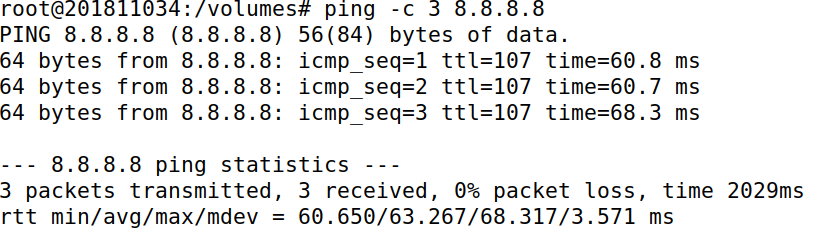 root@201811034:/volumes# ping -c 3 8.8.8.8
PING 8.8.8.8 (8.8.8.8) 56(84) bytes of data.
64 bytes from 8.8.8.8: icmp_seq=1 ttl=107 time=60.8 ms
64 bytes from 8.8.8.8: icmp_seq=2 ttl=107 time=60.7 ms
64 bytes from 8.8.8.8: icmp_seq=3 ttl=107 time=68.3 ms
--- 8.8.8.8 ping statistics ---
3 packets transmitted, 3 received, 0% packet loss, time 2029ms
rtt min/avg/max/mdev = 60.650/63.267/68.317/3.571 ms